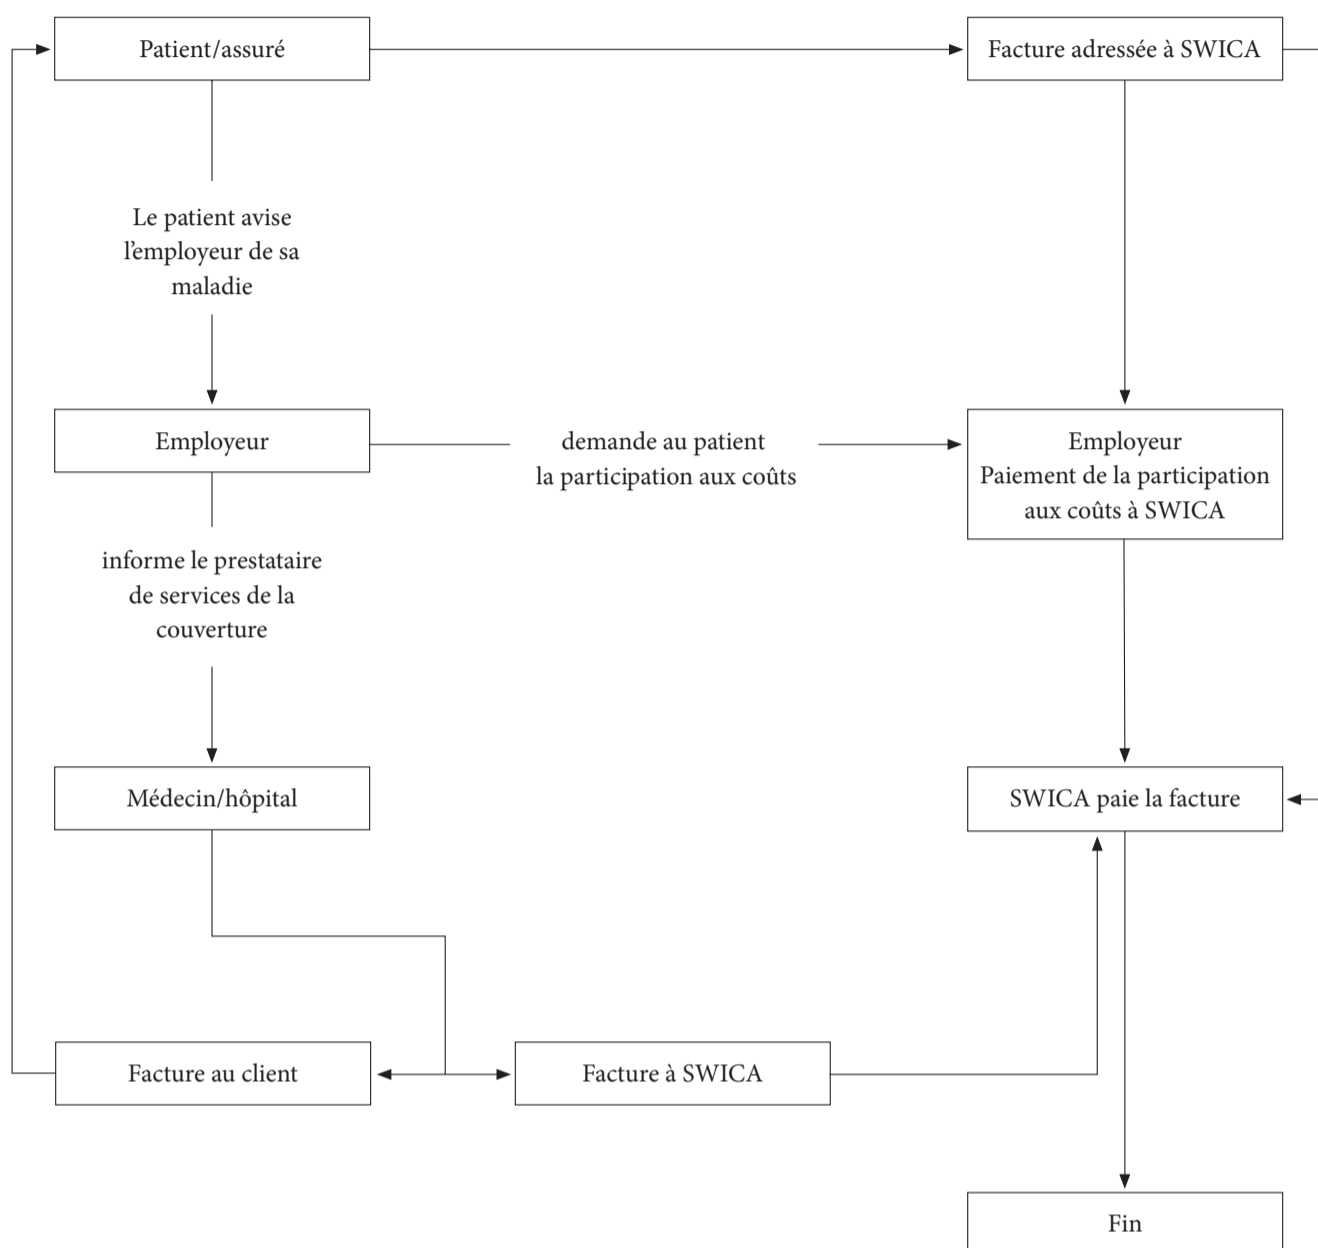 Patient/assuré
Facture adressée à SWICA
Le patient avise
l'employeur de sa
maladie
Employeur
demande au patient
la participation aux coûts
Employeur
Paiement de la participation
aux coûts à SWICA
informe le prestataire
de services de la
couverture
Médecin/hôpital
SWICA paie la facture
Facture au client
Facture à SWICA
Fin